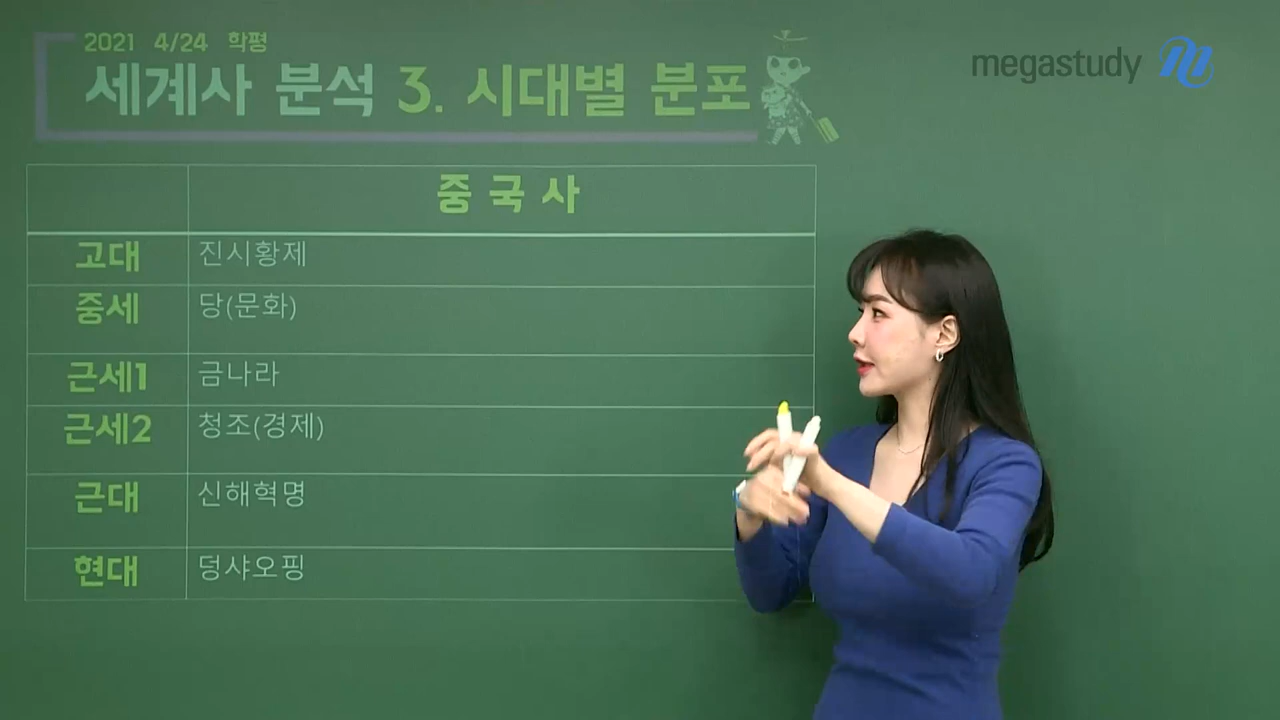 2021 4/24 학평
세계사 분석 3. 시대별 분포
megastudy
중국사
고대 진시황제
중세 당(문화)
근세1 금나라
근세2 청조(경제)
근대 신해혁명
현대 덩샤오핑